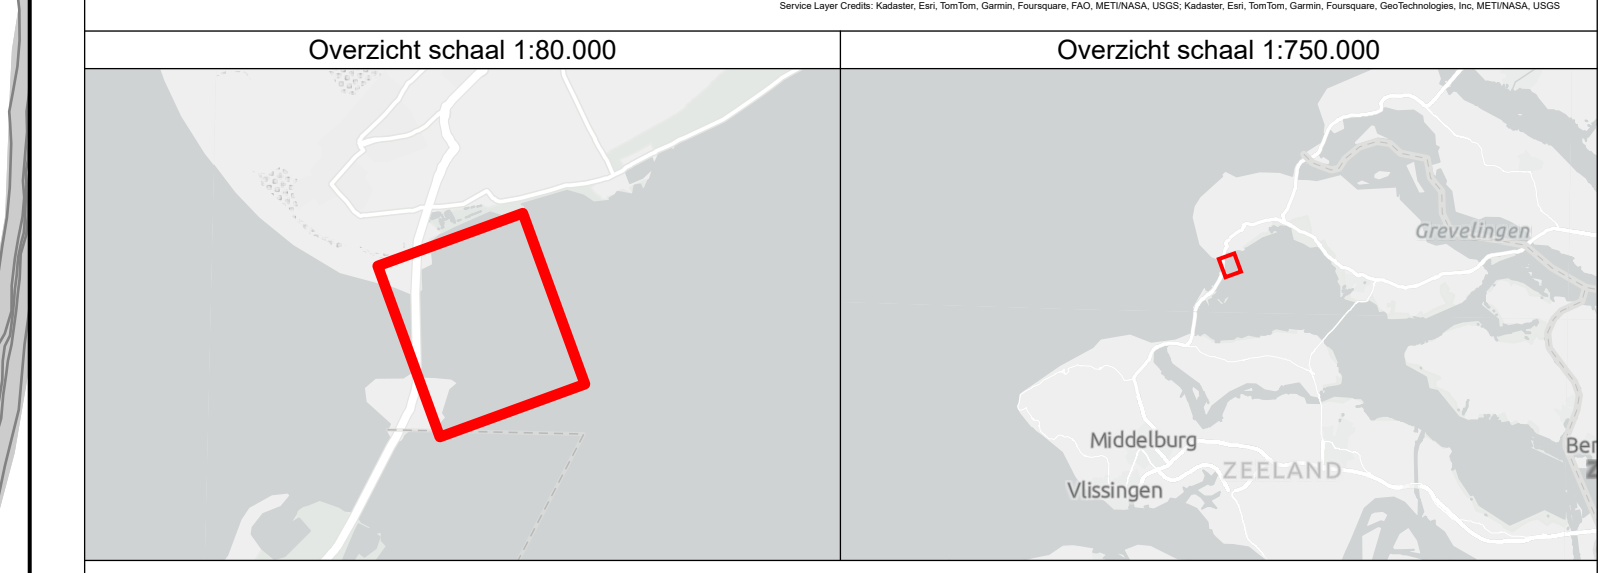 Service Layer Credits: Kadaster, Esri, TomTom, Garmin, Foursquare, FAO, METI/NASA, USGS; Kadaster, Esri, TomTom, Garmin, Foursquare, GeoTechnologies, Inc, METI/NASA, USGS
Overzicht schaal 1:80.000
Overzicht schaal 1:750.000
Grevelingen
Middelburg
Ber
ZEELAND
Z
Vlissingen